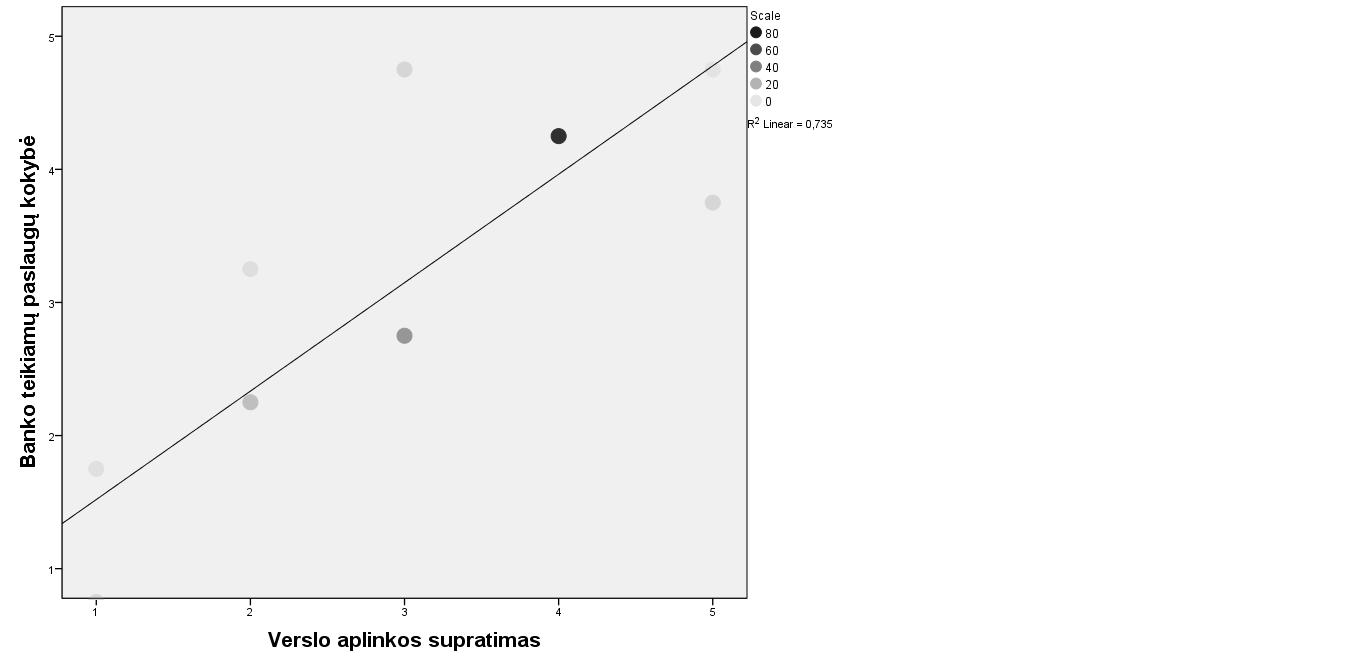 Banko teikiamų paslaugų kokybė
5
4
3
2
1
1 2 3 4 5
Verslo aplinkos supratimas
Scale
80
60
40
20
0
R² Linear = 0,735